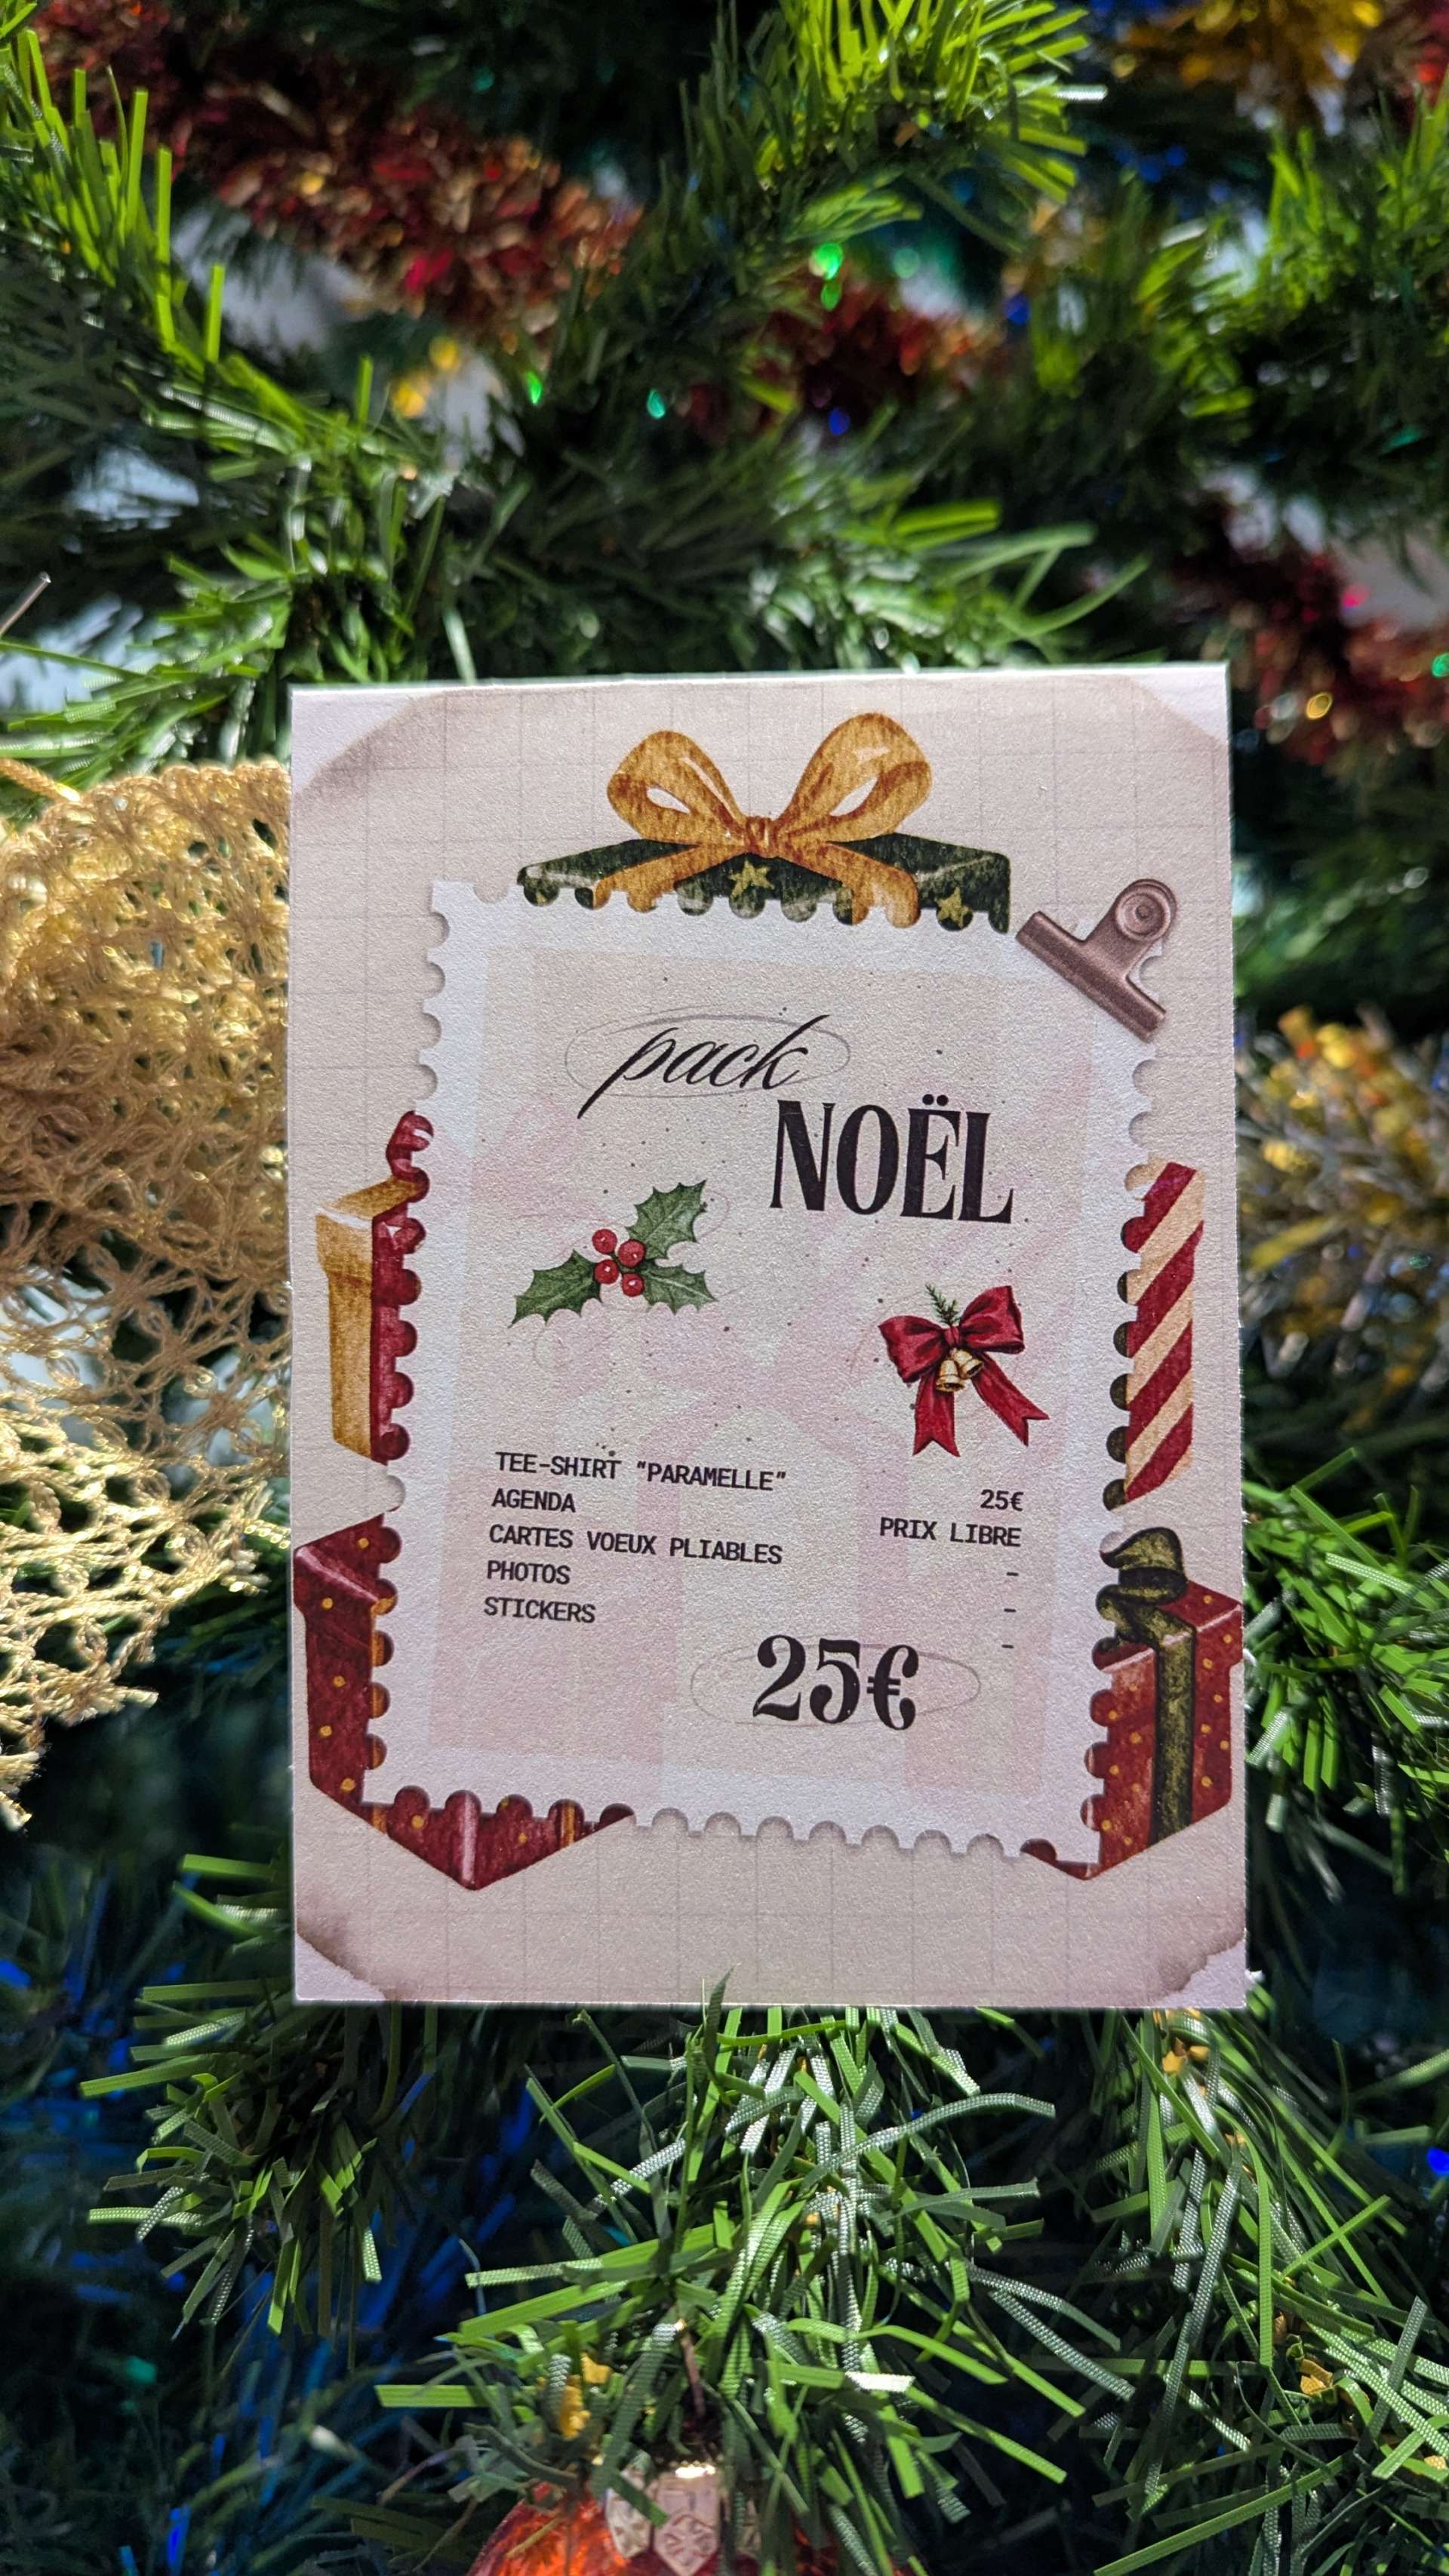 pack
NOËL
TEE-SHIRT "PARAMELLE" 25€
AGENDA PRIX LIBRE
CARTES VOEUX PLIABLES -
PHOTOS -
STICKERS -
25€